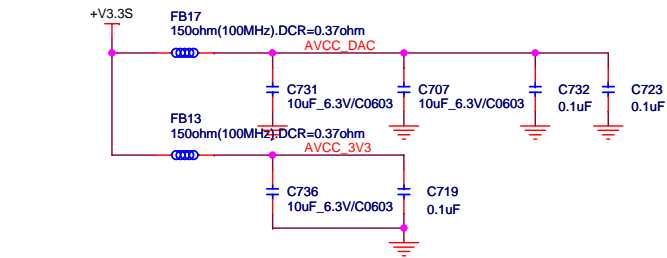 +V3.3S
FB17
150ohm(100MHz).DCR=0.37ohm
AVCC_DAC
C731
10uF_6.3V/C0603
C707
10uF_6.3V/C0603
C732
0.1uF
C723
0.1uF
FB13
150ohm(100MHz).DCR=0.37ohm
AVCC_3V3
C736
10uF_6.3V/C0603
C719
0.1uF